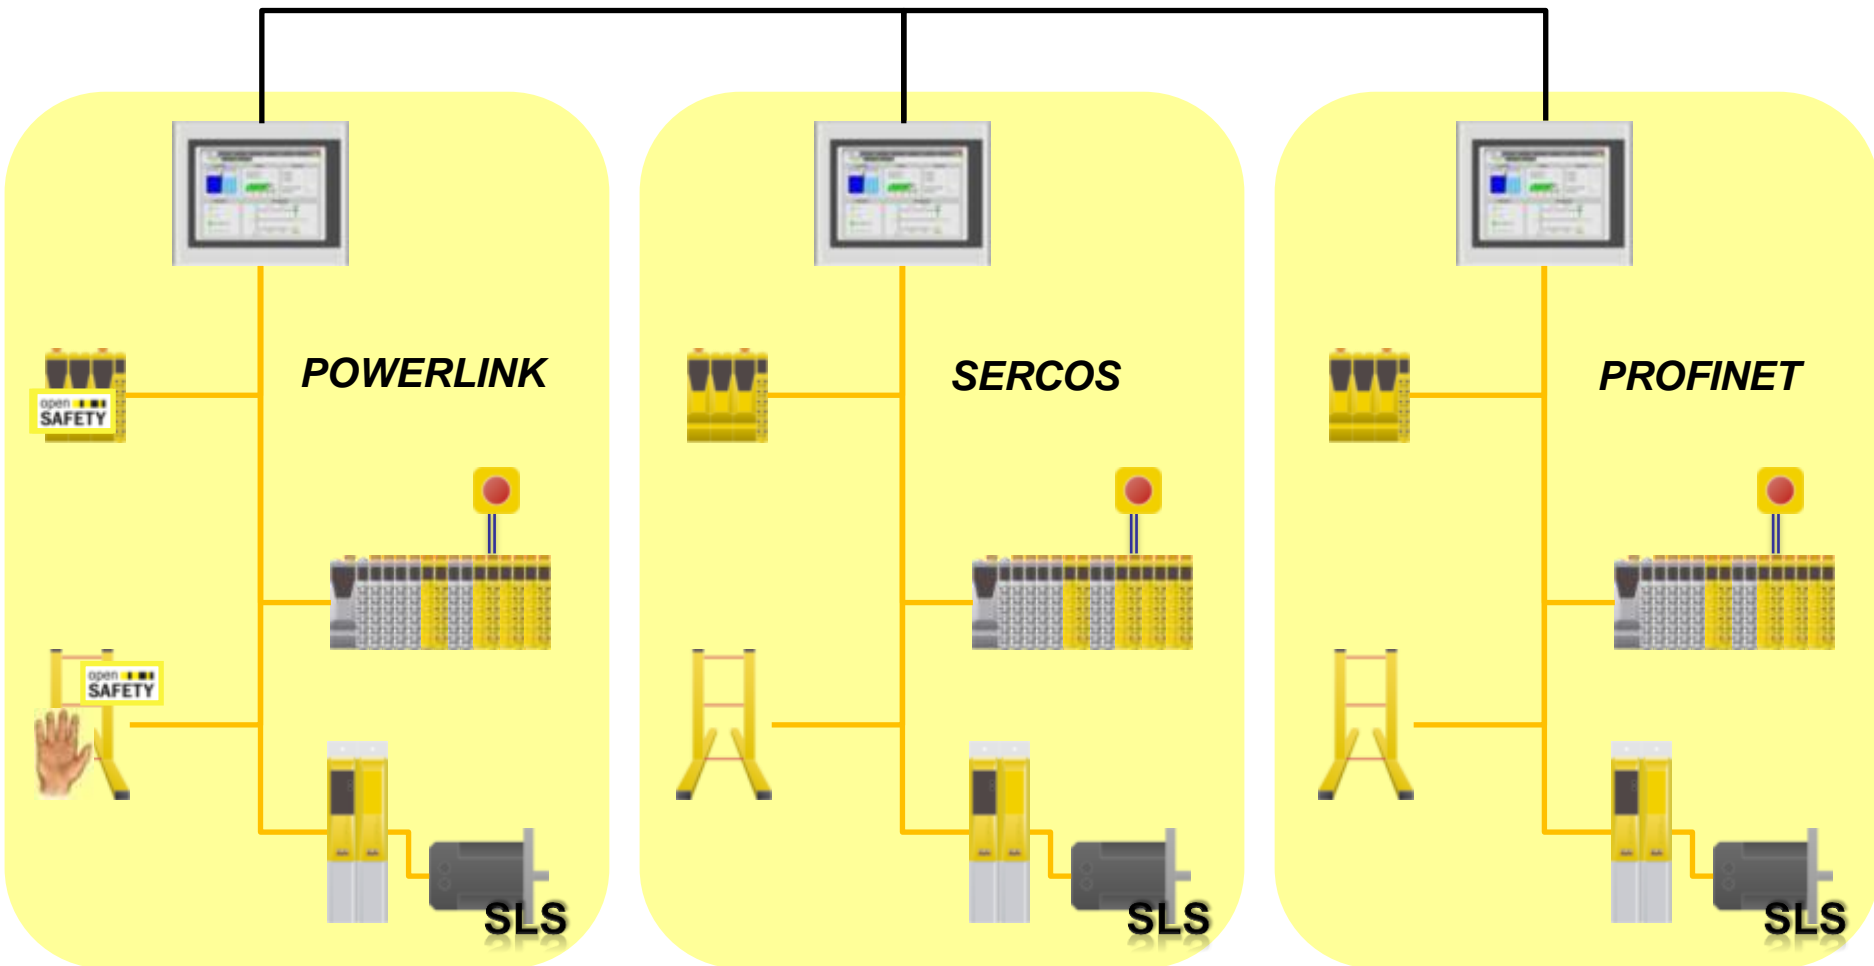 POWERLINK
SERCOS
PROFINET
open
SAFETY
open
SAFETY
SLS
SLS
SLS